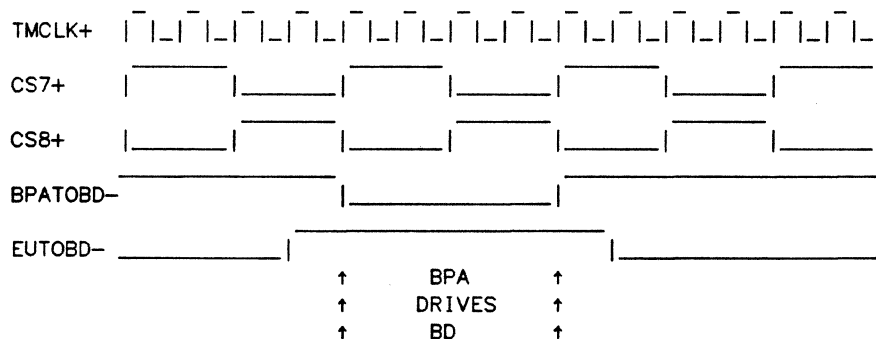 TMCLK+
CS7+
CS8+
BPATOBD-
EUTOBD-
↑ BPA ↑
↑ DRIVES ↑
↑ BD ↑